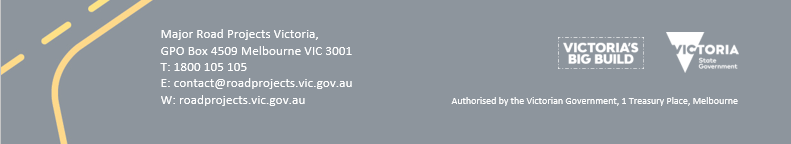 Major Road Projects Victoria,
GPO Box 4509 Melbourne VIC 3001
T: 1800 105 105
E: contact@roadprojects.vic.gov.au
W: roadprojects.vic.gov.au
VICTORIA'S
BIG BUILD
VICTORIA
State
Government
Authorised by the Victorian Government, 1 Treasury Place, Melbourne